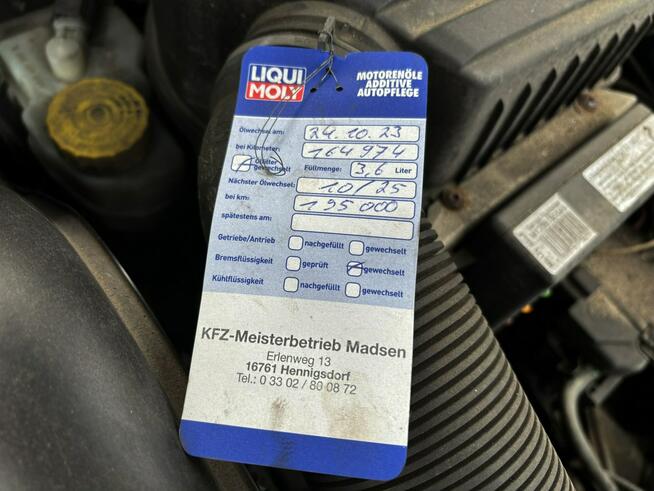 LIQUI
MOLY
MOTORENÖLE
ADDITIVE
AUTOPFLEGE
Ölwechsel am: 24.10.23
bei Kilometer: 164974
Ölfilter gewechselt Füllmenge: 3,6 Liter
Nächster Ölwechsel: 10/25
bei km: 195000
spätestens am:
Getriebe/Antrieb nachgefüllt gewechselt
Bremsflüssigkeit geprüft gewechselt
Kühlflüssigkeit nachgefüllt gewechselt
KFZ-Meisterbetrieb Madsen
Erlenweg 13
16761 Hennigsdorf
Tel.: 0 33 02 / 80 08 72